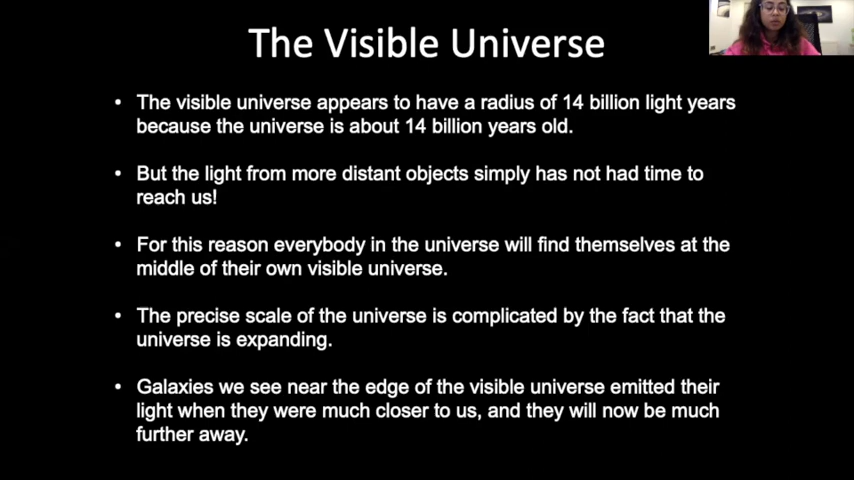 The Visible Universe
• The visible universe appears to have a radius of 14 billion light years
because the universe is about 14 billion years old.
• But the light from more distant objects simply has not had time to
reach us!
• For this reason everybody in the universe will find themselves at the
middle of their own visible universe.
• The precise scale of the universe is complicated by the fact that the
universe is expanding.
• Galaxies we see near the edge of the visible universe emitted their
light when they were much closer to us, and they will now be much
further away.